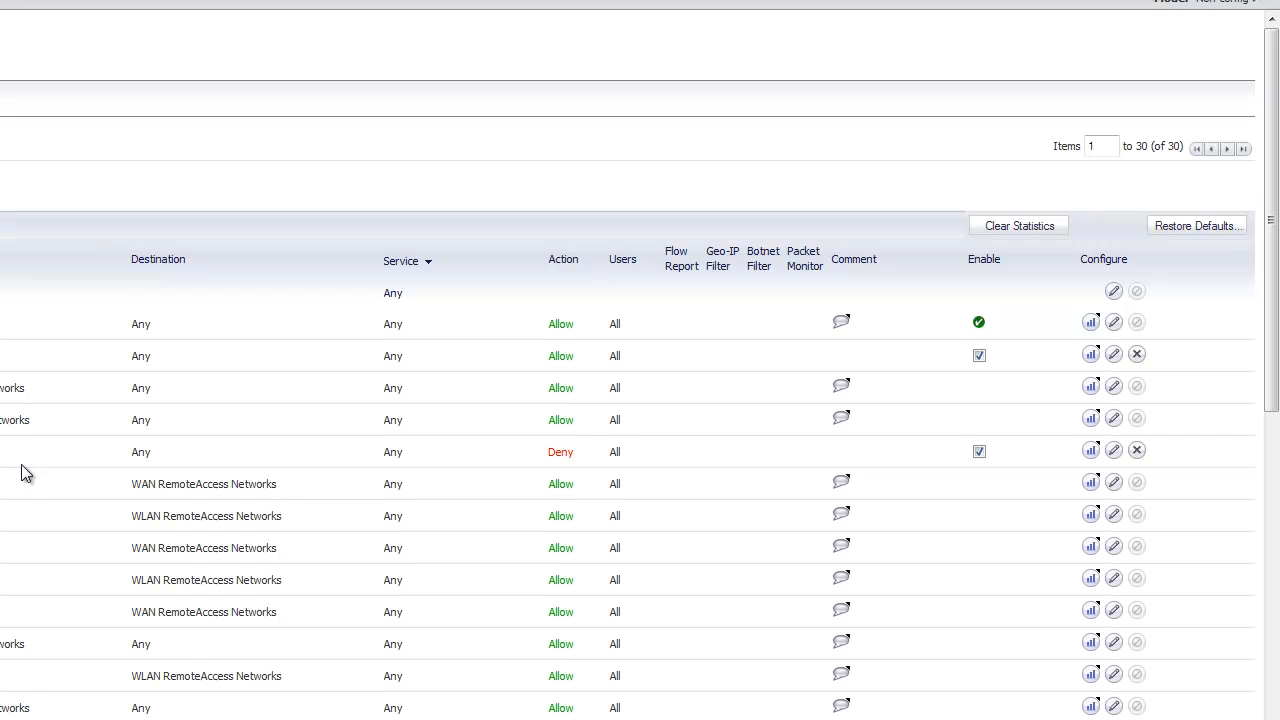 Items 1 to 30 (of 30)
Clear Statistics Restore Defaults...
Destination Service Action Users Flow Report Geo-IP Filter Botnet Filter Packet Monitor Comment Enable Configure
Any
Any Any Allow All
Any Any Allow All
works Any Any Allow All
tworks Any Any Allow All
Any Any Deny All
WAN RemoteAccess Networks Any Allow All
WLAN RemoteAccess Networks Any Allow All
WAN RemoteAccess Networks Any Allow All
WLAN RemoteAccess Networks Any Allow All
WAN RemoteAccess Networks Any Allow All
works Any Any Allow All
WLAN RemoteAccess Networks Any Allow All
tworks Any Any Allow All